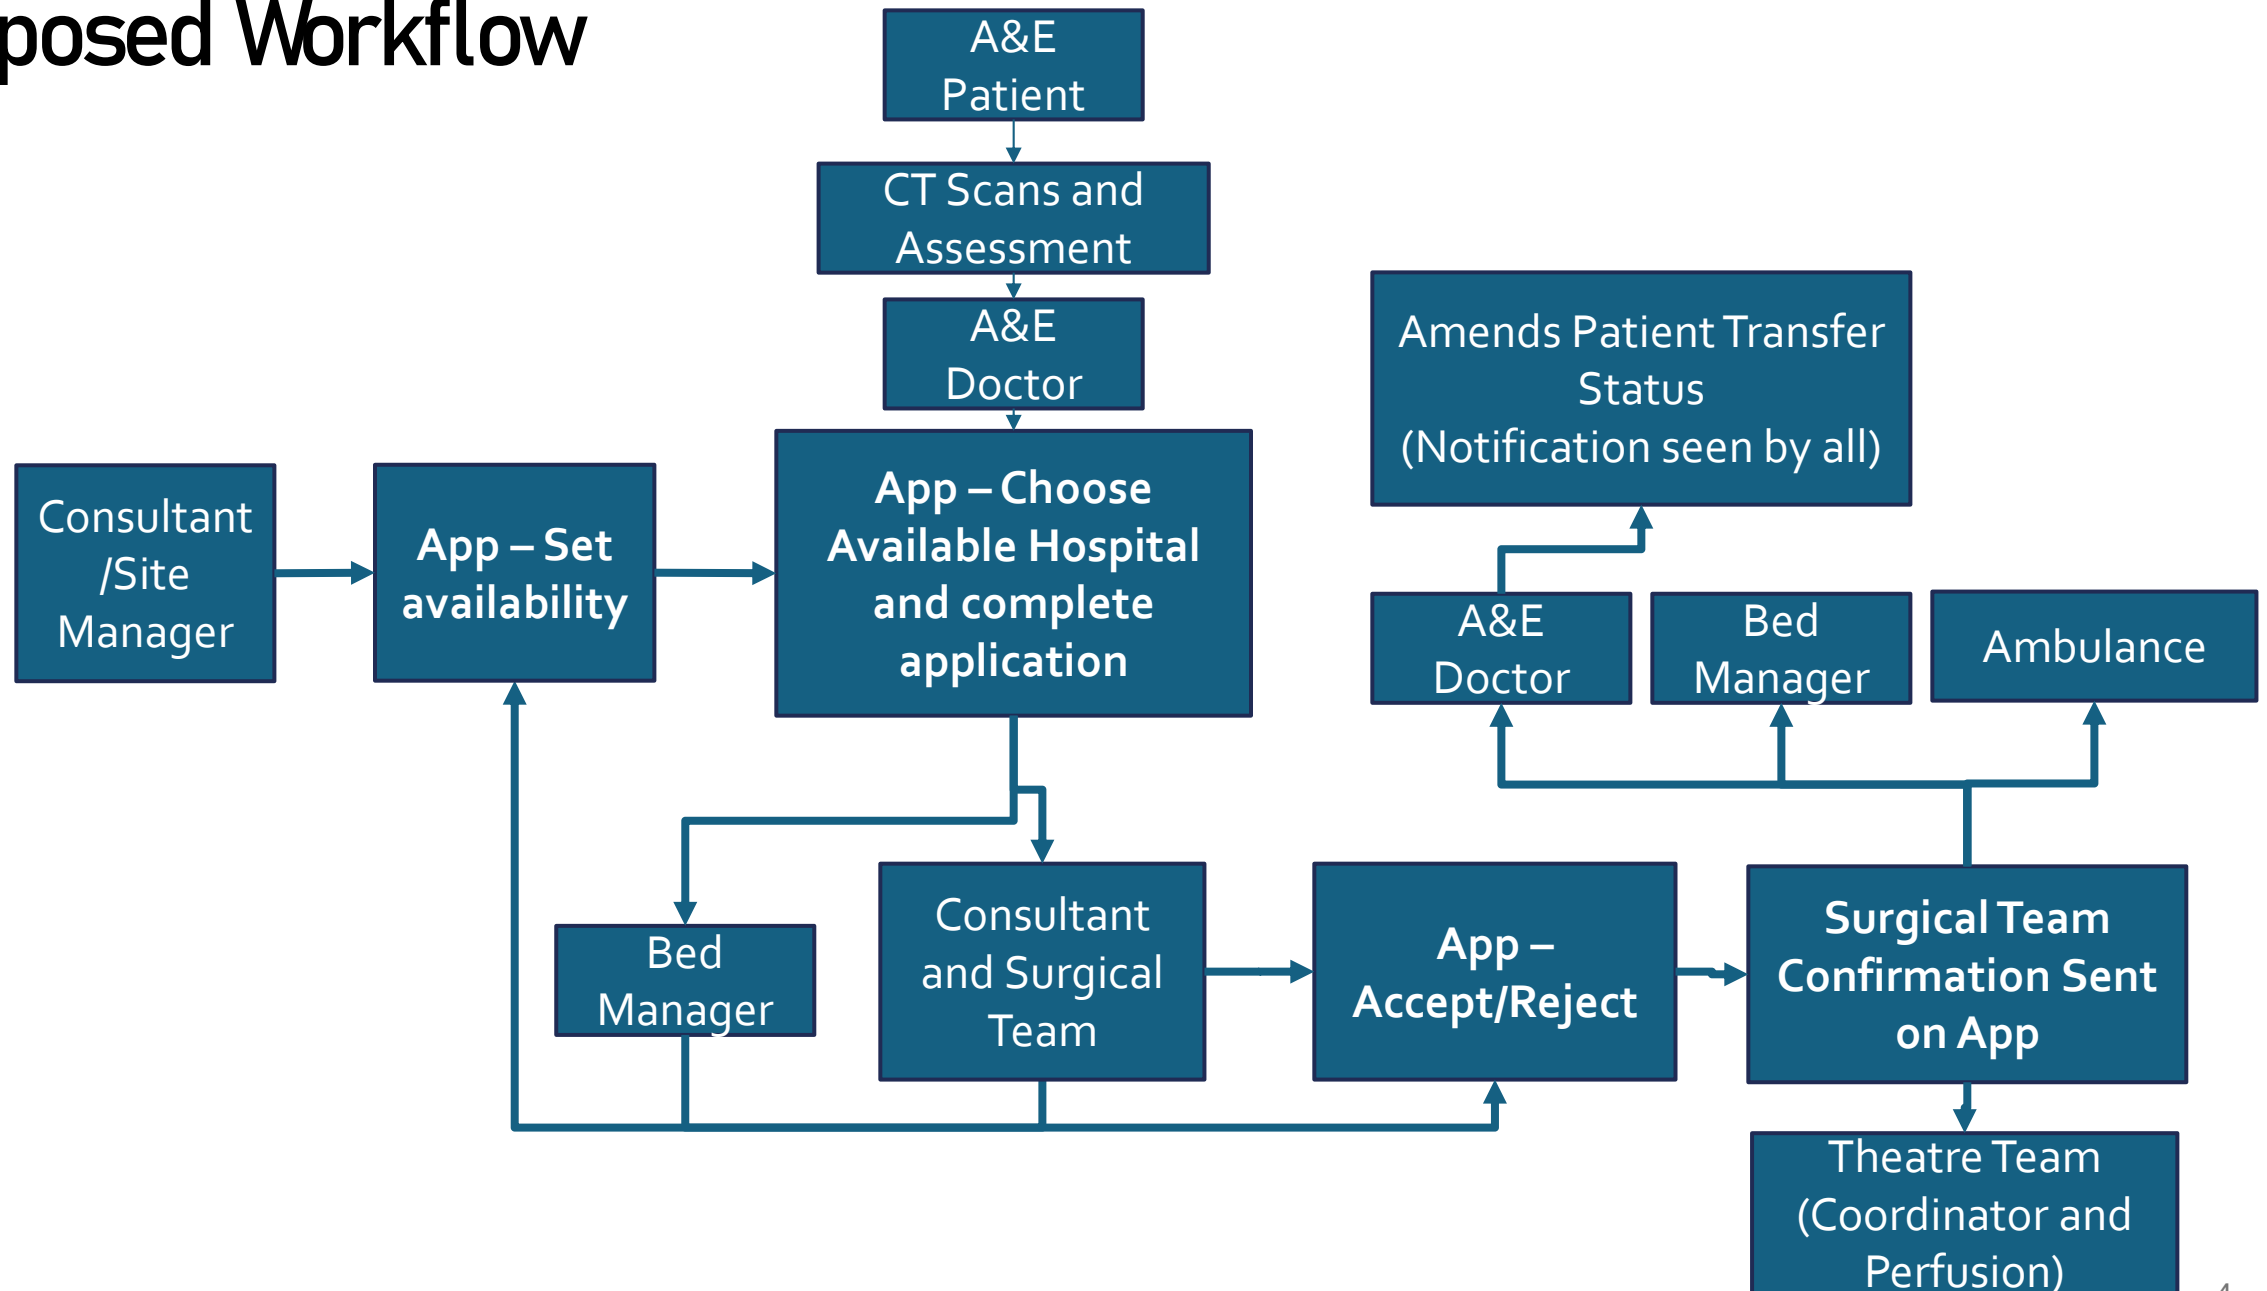 posed Workflow
A&E
Patient
CT Scans and
Assessment
A&E
Doctor
Consultant
/Site
Manager
App – Set
availability
App – Choose
Available Hospital
and complete
application
Amends Patient Transfer
Status
(Notification seen by all)
A&E
Doctor
Bed
Manager
Ambulance
Bed
Manager
Consultant
and Surgical
Team
App –
Accept/Reject
Surgical Team
Confirmation Sent
on App
Theatre Team
(Coordinator and
Perfusion)